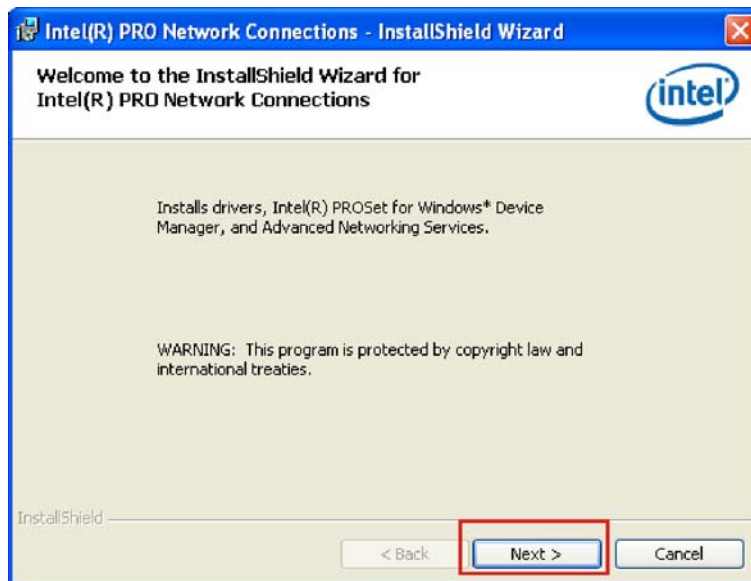 Intel(R) PRO Network Connections - InstallShield Wizard
Welcome to the InstallShield Wizard for
Intel(R) PRO Network Connections
intel
Installs drivers, Intel(R) PROSet for Windows* Device
Manager, and Advanced Networking Services.
WARNING: This program is protected by copyright law and
international treaties.
InstallShield
< Back
Next >
Cancel